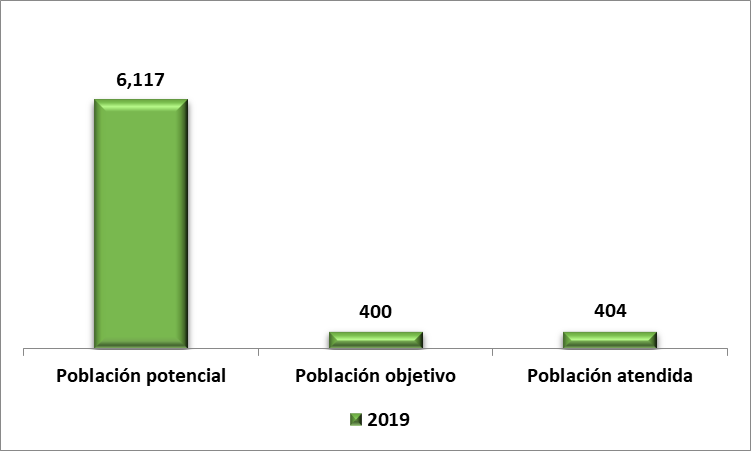 6,117
400
404
Población potencial
Población objetivo
Población atendida
2019